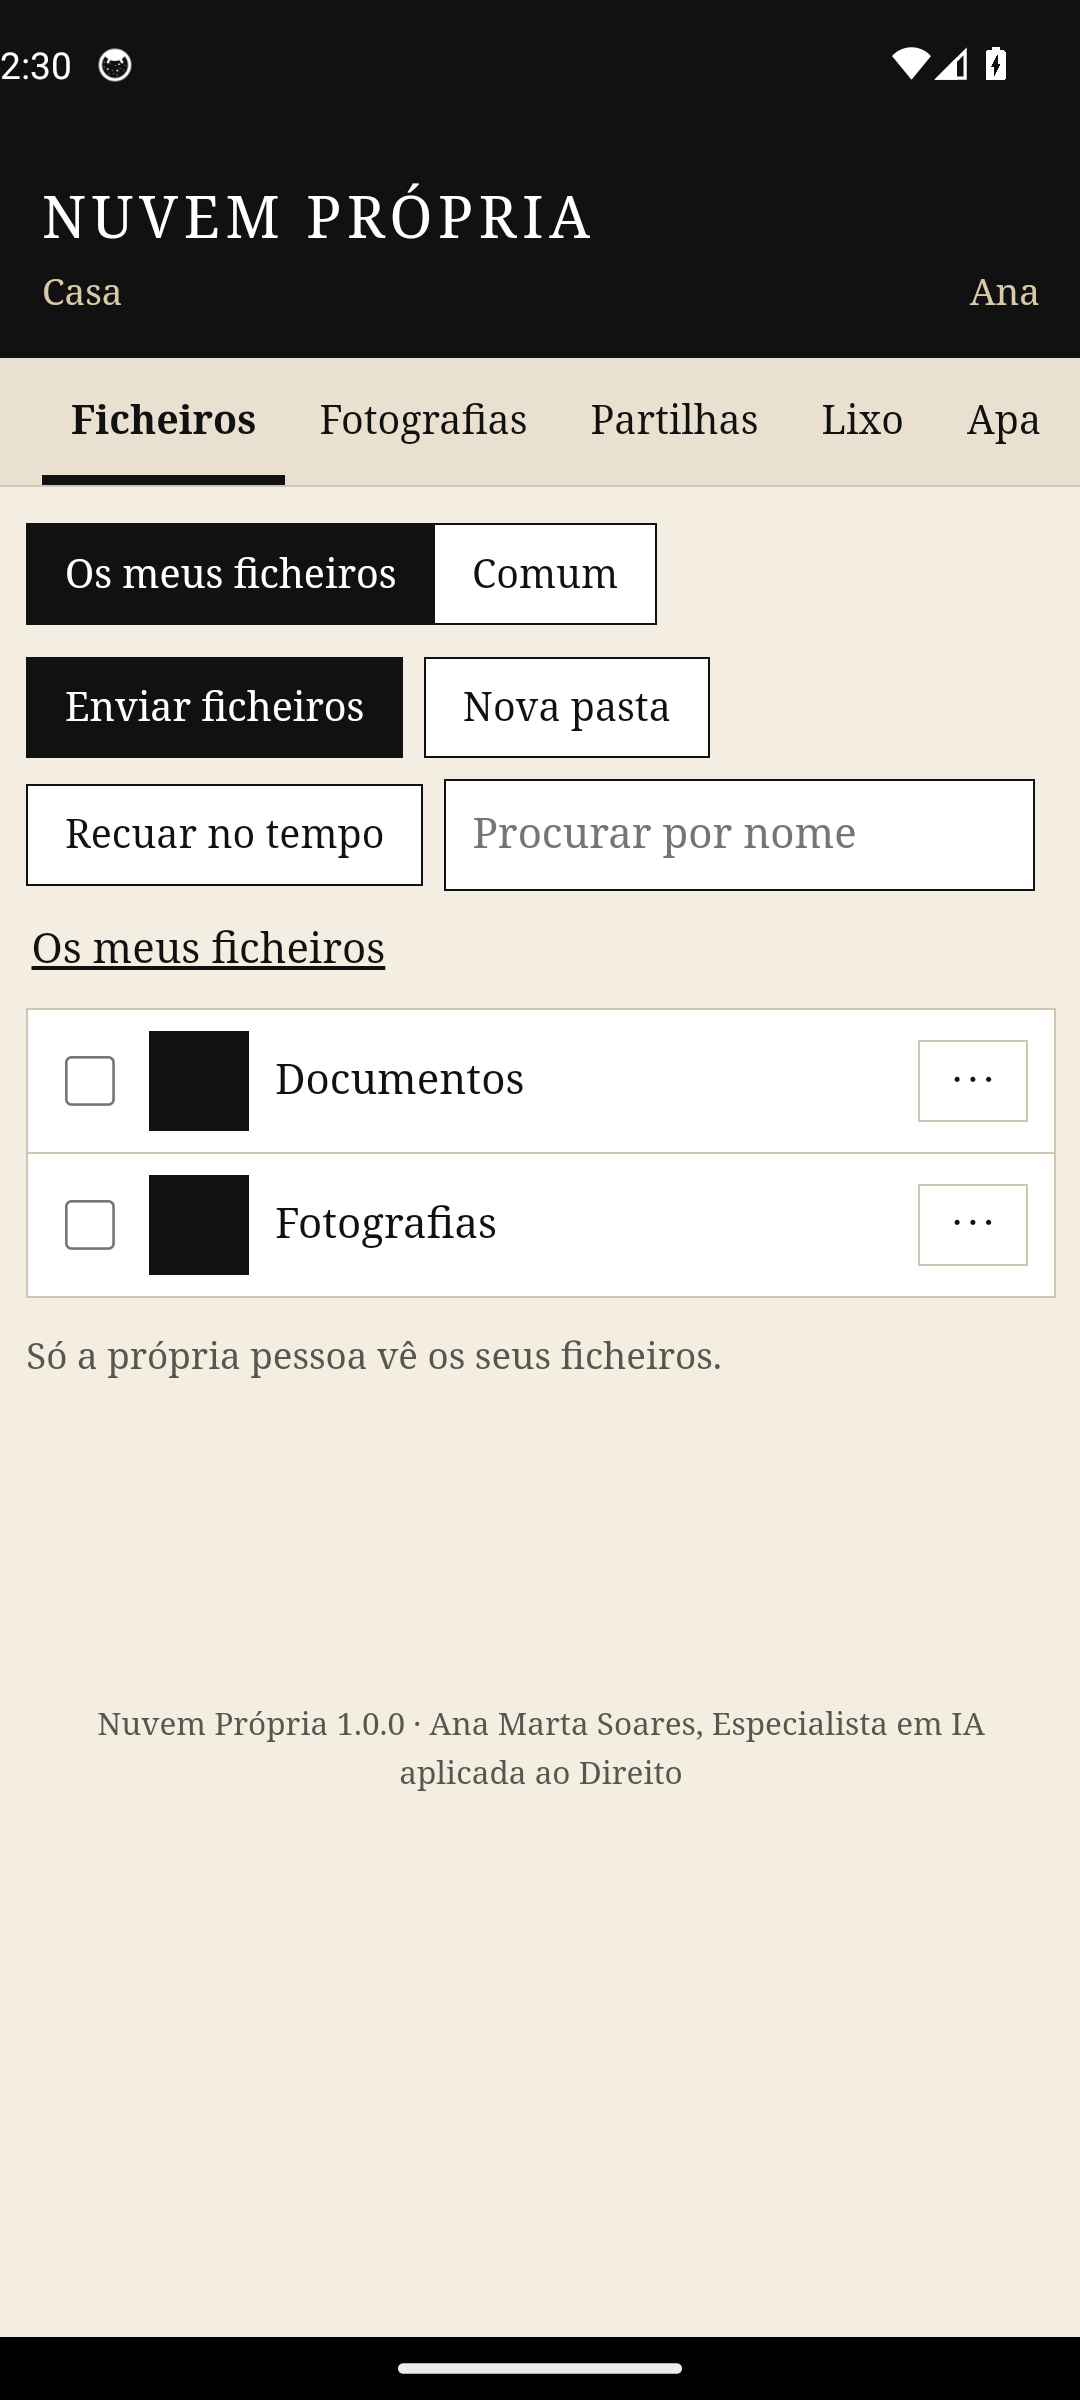 2:30
NUVEM PRÓPRIA
Casa Ana
Ficheiros Fotografias Partilhas Lixo Apa
Os meus ficheiros Comum
Enviar ficheiros Nova pasta
Recuar no tempo Procurar por nome
Os meus ficheiros
Documentos ...
Fotografias ...
Só a própria pessoa vê os seus ficheiros.
Nuvem Própria 1.0.0 · Ana Marta Soares, Especialista em IA
aplicada ao Direito